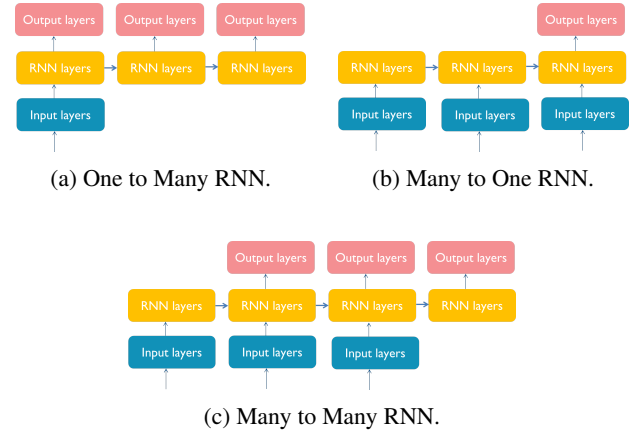 Output layers Output layers Output layers
RNN layers RNN layers RNN layers
Input layers
(a) One to Many RNN.
Output layers
RNN layers RNN layers RNN layers
Input layers Input layers Input layers
(b) Many to One RNN.
Output layers Output layers Output layers
RNN layers RNN layers RNN layers RNN layers
Input layers Input layers Input layers
(c) Many to Many RNN.